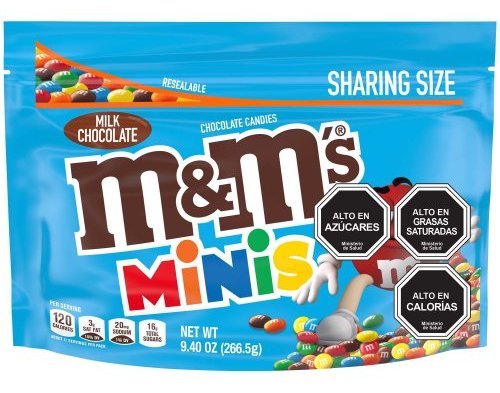 RESEALABLE
SHARING SIZE
MILK
CHOCOLATE
CHOCOLATE CANDIES
m&m's®
MINIS
ALTO EN
AZÚCARES
Ministerio
de Salud
ALTO EN
GRASAS
SATURADAS
Ministerio
de Salud
ALTO EN
CALORÍAS
Ministerio
de Salud
PER SERVING
120
CALORIES
3g
SAT FAT
20mg
SODIUM
1% DV
16g
TOTAL
SUGARS
NET WT
9.40 OZ (266.5g)